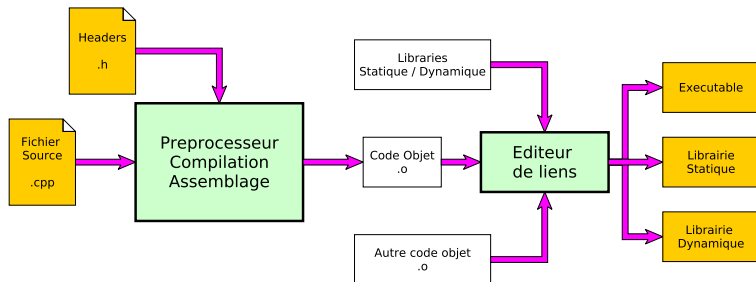 Headers
.h
Fichier
Source
.cpp
Preprocesseur
Compilation
Assemblage
Libraries
Statique / Dynamique
Code Objet
.o
Autre code objet
.o
Editeur
de liens
Executable
Librairie
Statique
Librairie
Dynamique